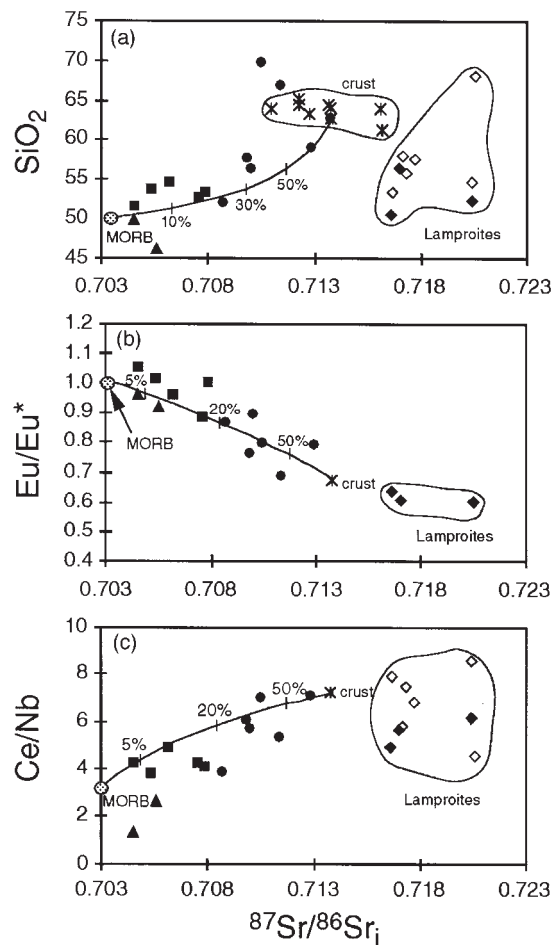 (a)
SiO2
75
70
65
60
55
50
45
crust
50%
30%
10%
MORB
Lamproites
0.703 0.708 0.713 0.718 0.723
(b)
Eu/Eu*
1.2
1.1
1.0
0.9
0.8
0.7
0.6
0.5
0.4
5%
20%
50%
MORB
crust
Lamproites
0.703 0.708 0.713 0.718 0.723
(c)
Ce/Nb
10
8
6
4
2
0
50%
20%
5%
crust
MORB
Lamproites
0.703 0.708 0.713 0.718 0.723
87Sr/86Sri